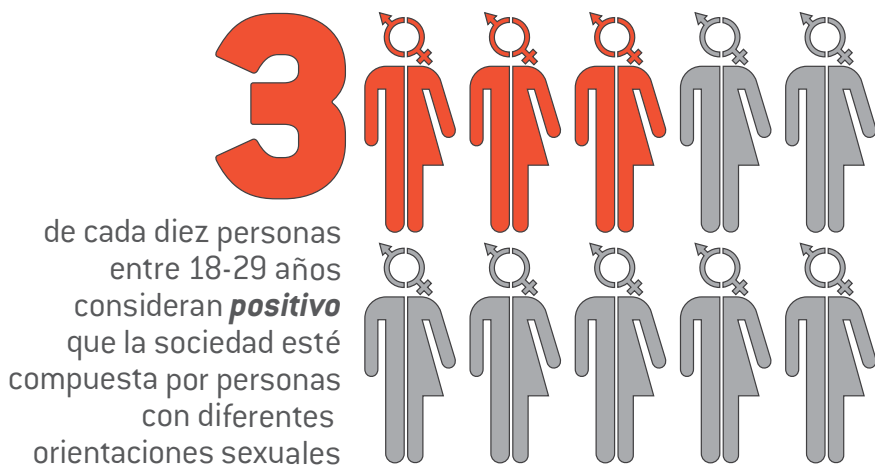 3
de cada diez personas
entre 18-29 años
consideran positivo
que la sociedad esté
compuesta por personas
con diferentes
orientaciones sexuales